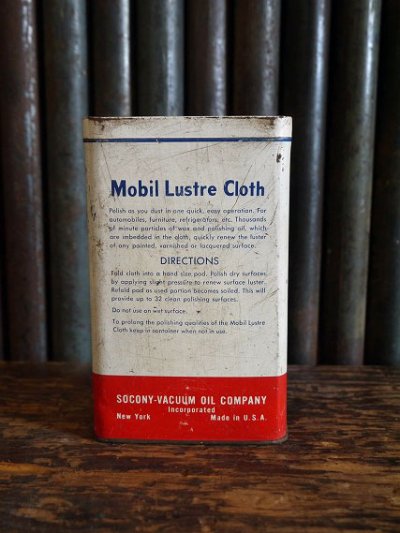 Mobil Lustre Cloth
Polish as you dust in one quick, easy operation. For
automobiles, furniture, refrigerators, etc. Thousands
of minute particles of wax and polishing oil, which
are imbedded in the cloth, quickly renew the luster
of any painted, varnished or lacquered surface.
DIRECTIONS
Fold cloth into a hand size pad. Polish dry surfaces
by applying slight pressure to renew surface luster.
Refold pad as used portion becomes soiled. This will
provide up to 32 clean polishing surfaces.
Do not use on wet surface.
To prolong the polishing qualities of the Mobil Lustre
Cloth keep in container when not in use.
SOCONY-VACUUM OIL COMPANY
Incorporated
New York Made in U.S.A.